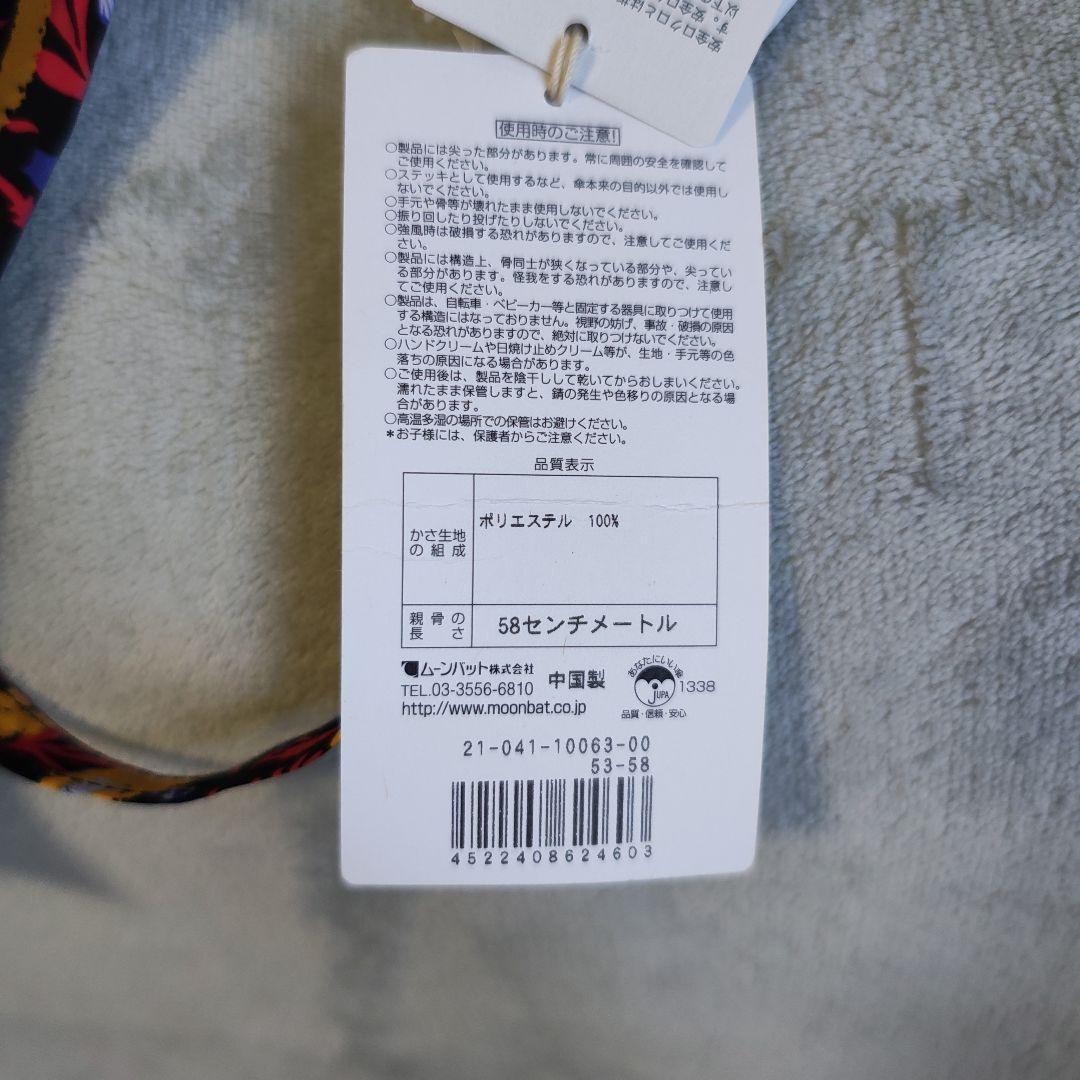 安全ロクロとは
す。安全ロ
以下の
使用時のご注意!
○製品には尖った部分があります。常に周囲の安全を確認して
ご使用ください。
○ステッキとして使用するなど、傘本来の目的以外では使用し
ないでください。
○手元や骨等が壊れたまま使用しないでください。
○振り回したり投げたりしないでください。
○強風時は破損する恐れがありますので、注意してご使用くだ
さい。
○製品には構造上、骨同士が狭くなっている部分や、尖ってい
る部分があります。怪我をする恐れがありますので、注意し
てご使用ください。
○製品は、自転車・ベビーカー等と固定する器具に取りつけて使用
する構造にはなっておりません。視野の妨げ、事故・破損の原因
となる恐れがありますので、絶対に取りつけないでください。
○ハンドクリームや日焼け止めクリーム等が、生地・手元等の色
落ちの原因になる場合があります。
○ご使用後は、製品を陰干しして乾いてからおしまいください。
濡れたまま保管しますと、錆の発生や色移りの原因となる場
合があります。
○高温多湿の場所での保管はお避けください。
＊お子様には、保護者からご注意ください。
品質表示
かさ生地
の組成
ポリエステル 100%
親骨の
長さ
58センチメートル
ムーンバット株式会社
TEL.03-3556-6810
http://www.moonbat.co.jp
中国製
あなたにいい傘
JUPA
品質・信頼・安心
1338
21-041-10063-00
53-58
4522408624603